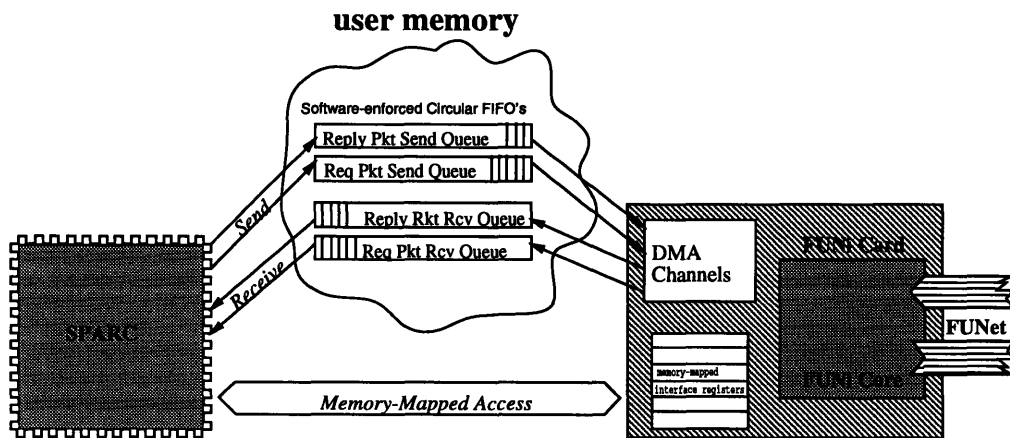 user memory
Software-enforced Circular FIFO's
Reply Pkt Send Queue
Req Pkt Send Queue
Reply Rkt Rcv Queue
Req Pkt Rcv Queue
Send
Receive
SPARC
DMA
Channels
FUNi Card
FUNi Core
FUNet
memory-mapped
interface registers
Memory-Mapped Access